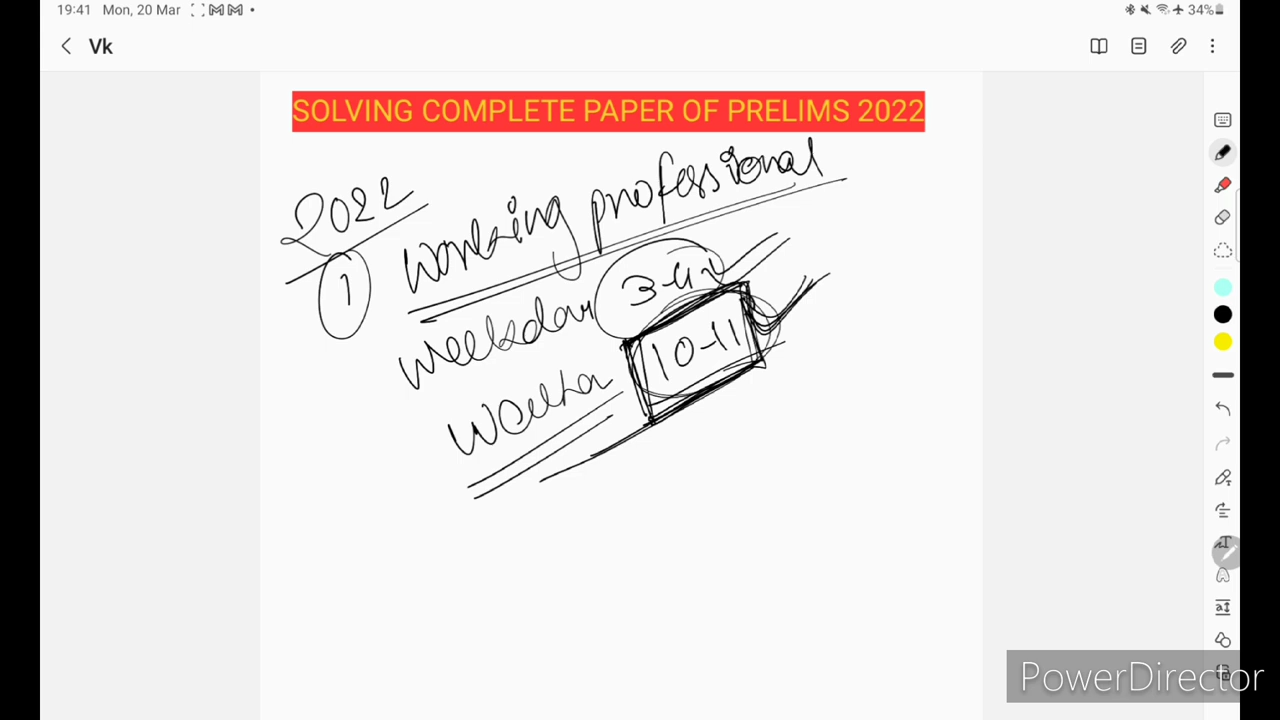 19:41 Mon, 20 Mar
34%
Vk
SOLVING COMPLETE PAPER OF PRELIMS 2022
2022
① Working professional
weekday 3-4
10-11
PowerDirector